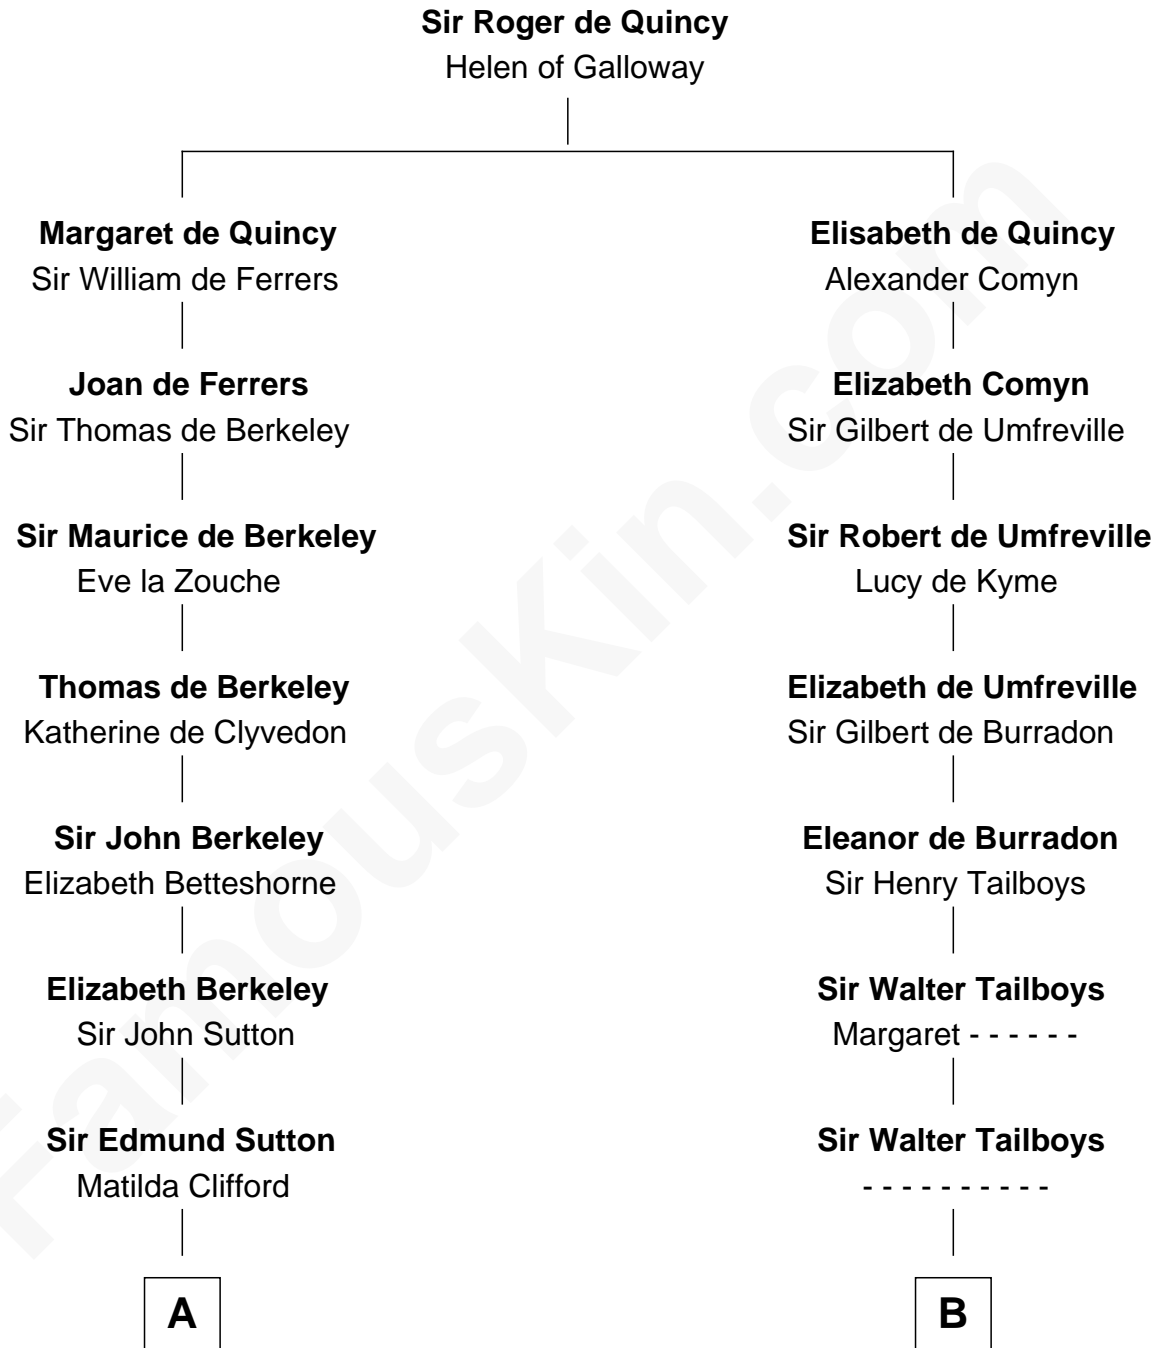 Sir Roger de Quincy
Helen of Galloway
Margaret de Quincy
Sir William de Ferrers
Elisabeth de Quincy
Alexander Comyn
Joan de Ferrers
Sir Thomas de Berkeley
Elizabeth Comyn
Sir Gilbert de Umfreville
Sir Maurice de Berkeley
Eve la Zouche
Sir Robert de Umfreville
Lucy de Kyme
Thomas de Berkeley
Katherine de Clyvedon
Elizabeth de Umfreville
Sir Gilbert de Burradon
Sir John Berkeley
Elizabeth Betteshorne
Eleanor de Burradon
Sir Henry Tailboys
Elizabeth Berkeley
Sir John Sutton
Sir Walter Tailboys
Margaret - - - - - -
Sir Edmund Sutton
Matilda Clifford
Sir Walter Tailboys
- - - - - - - - - -
A
B
FamousKin.com